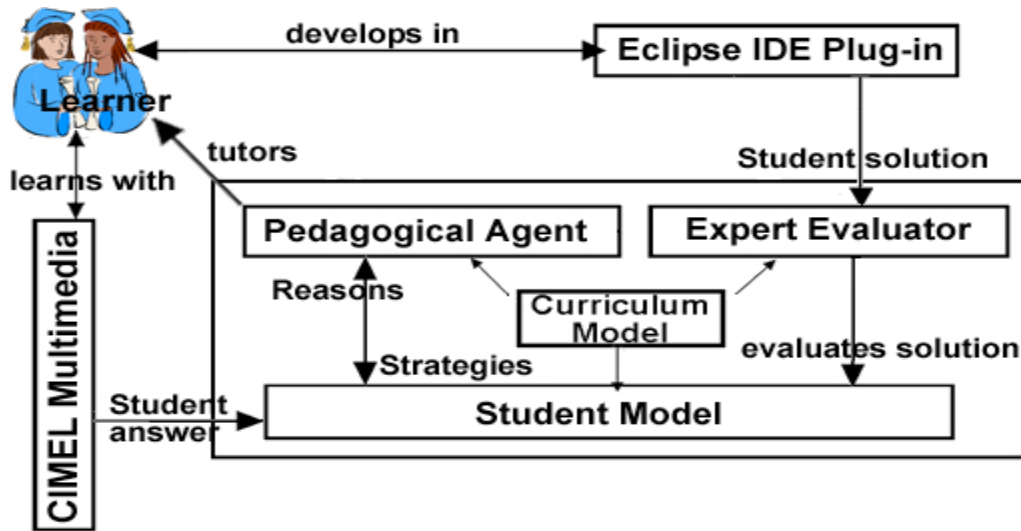 develops in
Eclipse IDE Plug-in
Learner
tutors
learns with
Student solution
Pedagogical Agent
Expert Evaluator
Reasons
Curriculum
Model
evaluates solution
Strategies
CIMEL Multimedia
Student
answer
Student Model